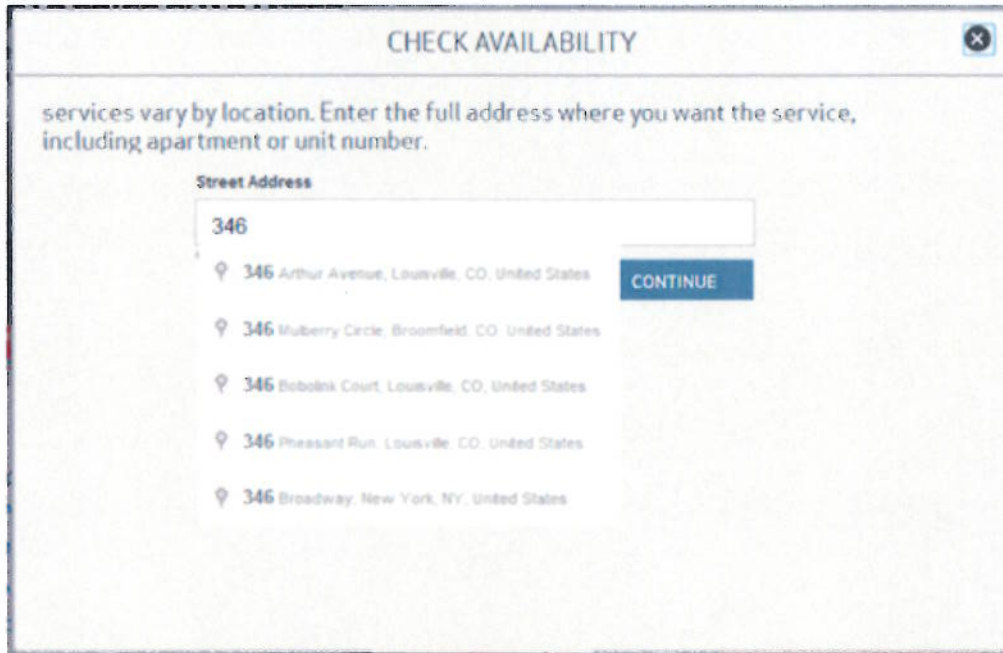 CHECK AVAILABILITY
services vary by location. Enter the full address where you want the service,
including apartment or unit number.
Street Address
346
346 Arthur Avenue, Louisville, CO, United States
CONTINUE
346 Mulberry Circle, Broomfield, CO, United States
346 Bobolink Court, Louisville, CO, United States
346 Pheasant Run, Louisville, CO, United States
346 Broadway, New York, NY, United States